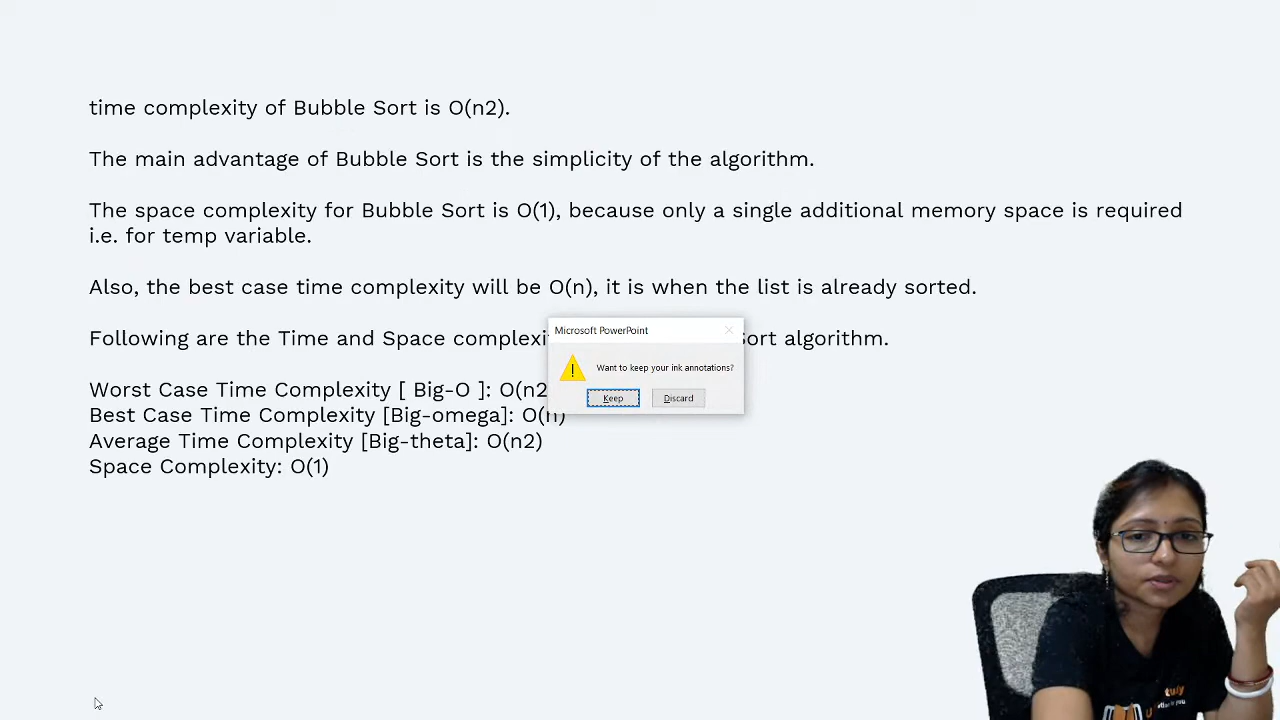 time complexity of Bubble Sort is O(n2).
The main advantage of Bubble Sort is the simplicity of the algorithm.
The space complexity for Bubble Sort is O(1), because only a single additional memory space is required
i.e. for temp variable.
Also, the best case time complexity will be O(n), it is when the list is already sorted.
Following are the Time and Space complexi Sort algorithm.
Microsoft PowerPoint
Want to keep your ink annotations?
Keep Discard
Worst Case Time Complexity [ Big-O ]: O(n2
Best Case Time Complexity [Big-omega]: O(n)
Average Time Complexity [Big-theta]: O(n2)
Space Complexity: O(1)
tuly